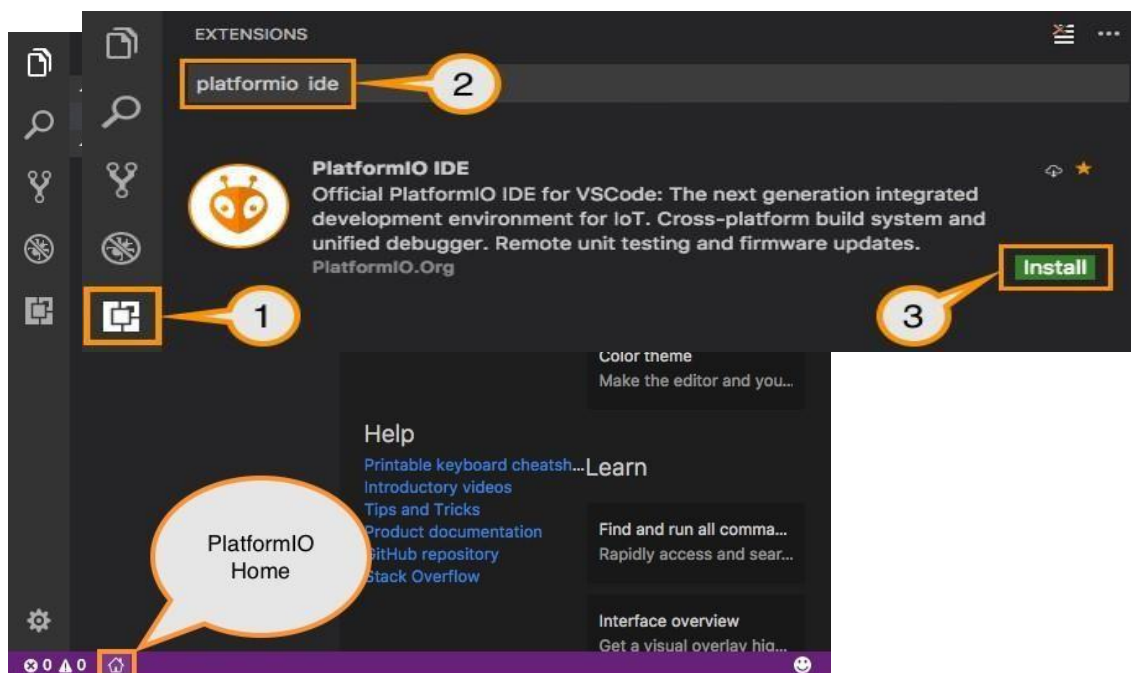 EXTENSIONS
platformio ide
2
PlatformIO IDE
Official PlatformIO IDE for VSCode: The next generation integrated
development environment for IoT. Cross-platform build system and
unified debugger. Remote unit testing and firmware updates.
PlatformIO.Org
Install
1
3
Color theme
Make the editor and you...
Help
Printable keyboard cheatsh...
Introductory videos
Tips and Tricks
Product documentation
GitHub repository
Stack Overflow
Learn
Find and run all comma...
Rapidly access and sear...
Interface overview
Get a visual overlay hig...
PlatformIO
Home
0 0